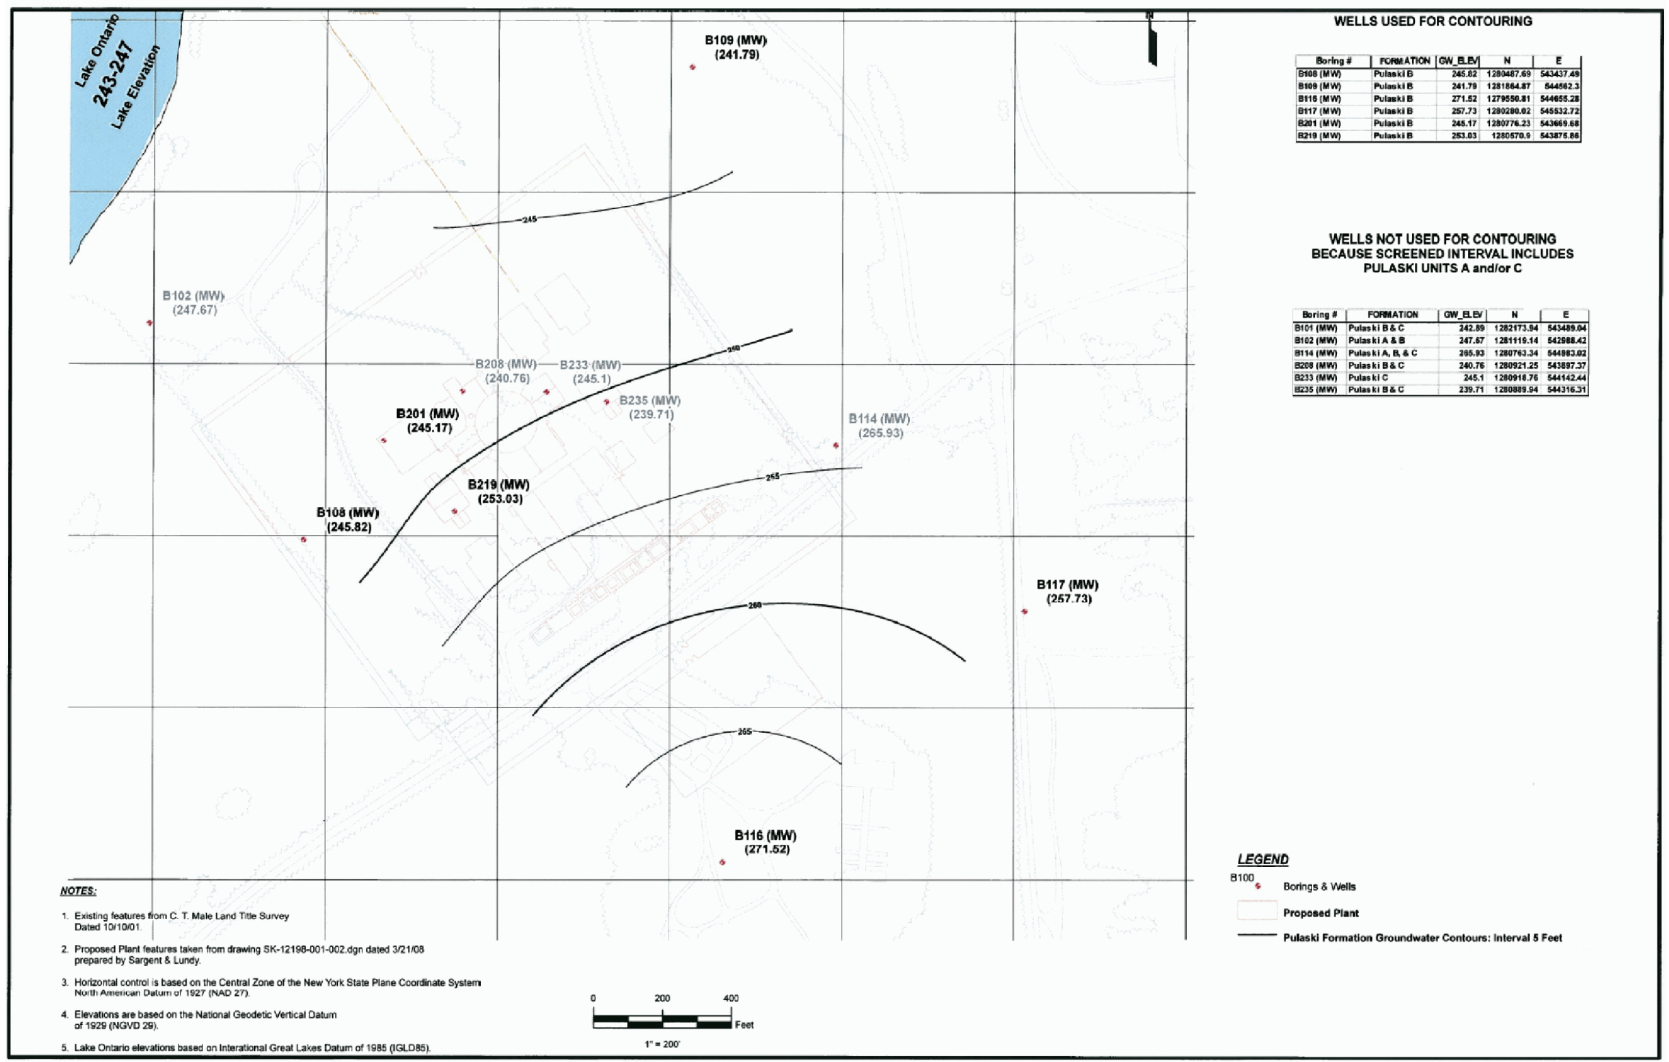 Lake Ontario
243-247
Lake Elevation
N
B109 (MW)
(241.79)
245
B102 (MW)
(247.67)
250
B208 (MW)
(240.76)
B233 (MW)
(245.1)
B235 (MW)
(239.71)
B201 (MW)
(245.17)
B114 (MW)
(265.93)
255
B219 (MW)
(253.03)
B108 (MW)
(245.82)
B117 (MW)
(257.73)
260
265
B116 (MW)
(271.52)
WELLS USED FOR CONTOURING
Boring # FORMATION GW_ELEV N E
B108 (MW) Pulaski B 245.82 1280487.69 543437.49
B109 (MW) Pulaski B 241.79 1281864.87 544562.3
B116 (MW) Pulaski B 271.52 1279550.81 544655.28
B117 (MW) Pulaski B 257.73 1280280.02 545532.72
B201 (MW) Pulaski B 245.17 1280776.23 543669.68
B219 (MW) Pulaski B 253.03 1280570.9 543875.86
WELLS NOT USED FOR CONTOURING
BECAUSE SCREENED INTERVAL INCLUDES
PULASKI UNITS A and/or C
Boring # FORMATION GW_ELEV N E
B101 (MW) Pulaski B & C 242.89 1282173.94 543489.04
B102 (MW) Pulaski A & B 247.67 1281119.14 542988.42
B114 (MW) Pulaski A, B, & C 265.93 1280763.34 544983.02
B208 (MW) Pulaski B & C 240.76 1280921.25 543897.37
B233 (MW) Pulaski C 245.1 1280918.76 544142.44
B235 (MW) Pulaski B & C 239.71 1280889.94 544316.31
LEGEND
B100
Borings & Wells
Proposed Plant
Pulaski Formation Groundwater Contours: Interval 5 Feet
NOTES:
1. Existing features from C. T. Male Land Title Survey
Dated 10/10/01.
2. Proposed Plant features taken from drawing SK-12198-001-002.dgn dated 3/21/08
prepared by Sargent & Lundy.
3. Horizontal control is based on the Central Zone of the New York State Plane Coordinate System
North American Datum of 1927 (NAD 27).
4. Elevations are based on the National Geodetic Vertical Datum
of 1929 (NGVD 29).
5. Lake Ontario elevations based on Interational Great Lakes Datum of 1985 (IGLD85).
0 200 400
Feet
1" = 200'